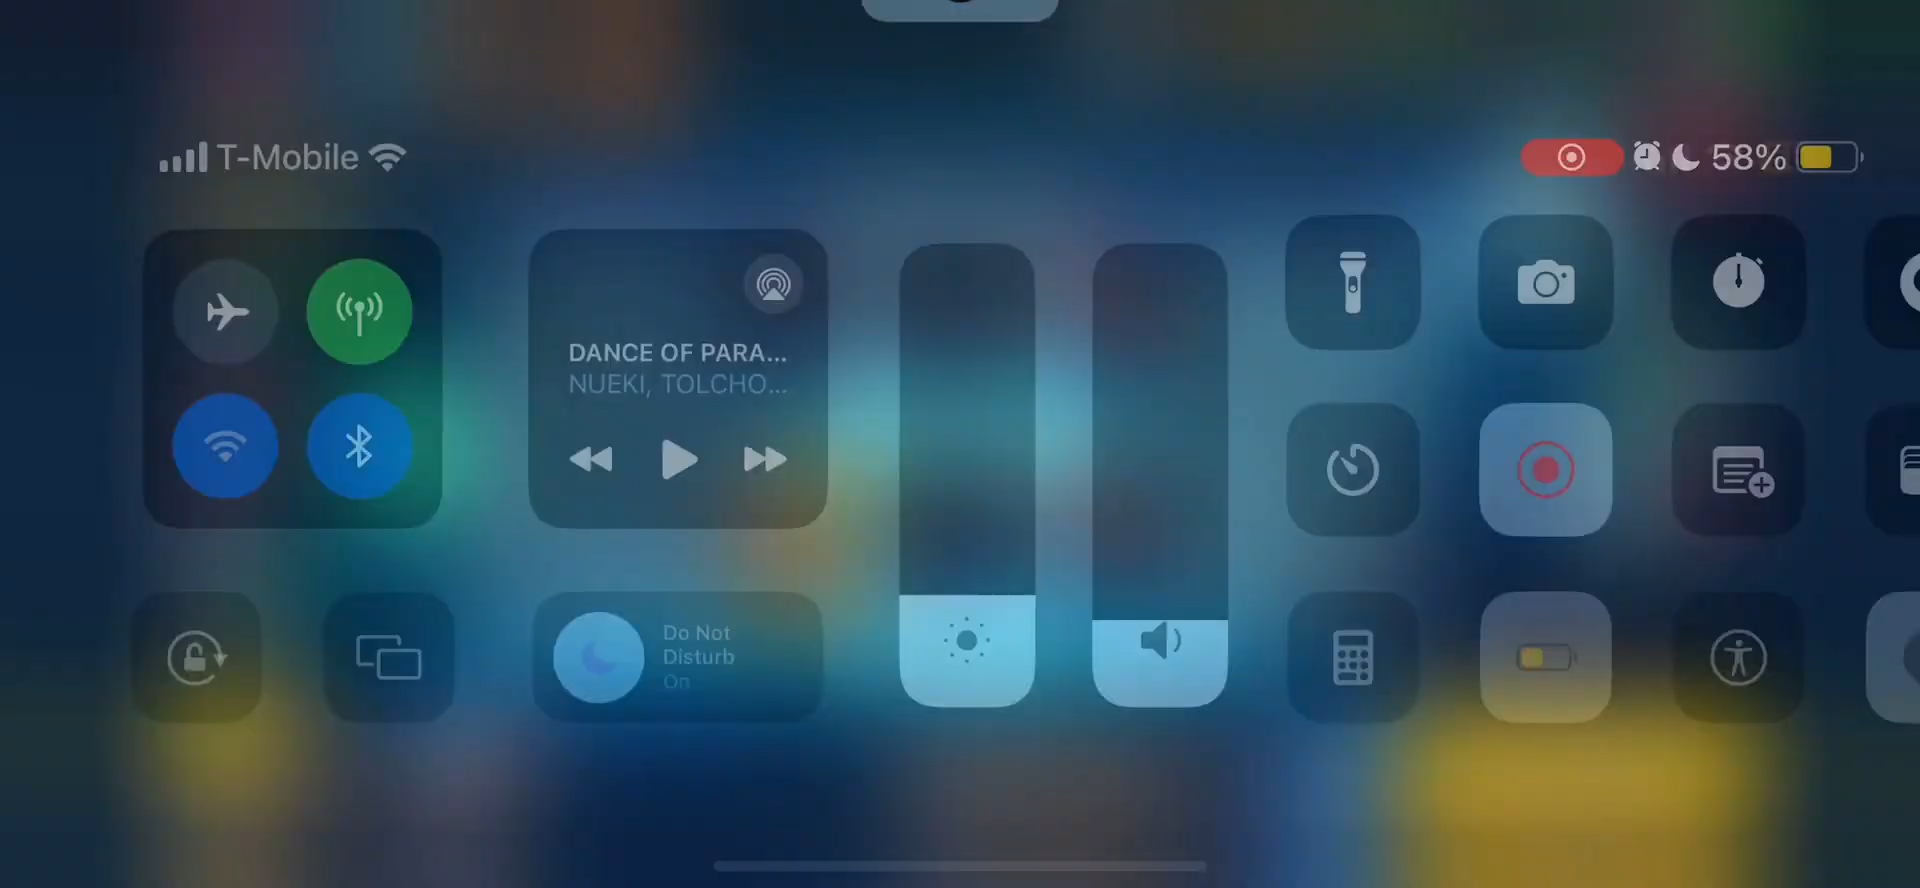 T-Mobile
58%
DANCE OF PARA...
NUEKI, TOLCHO...
Do Not
Disturb
On